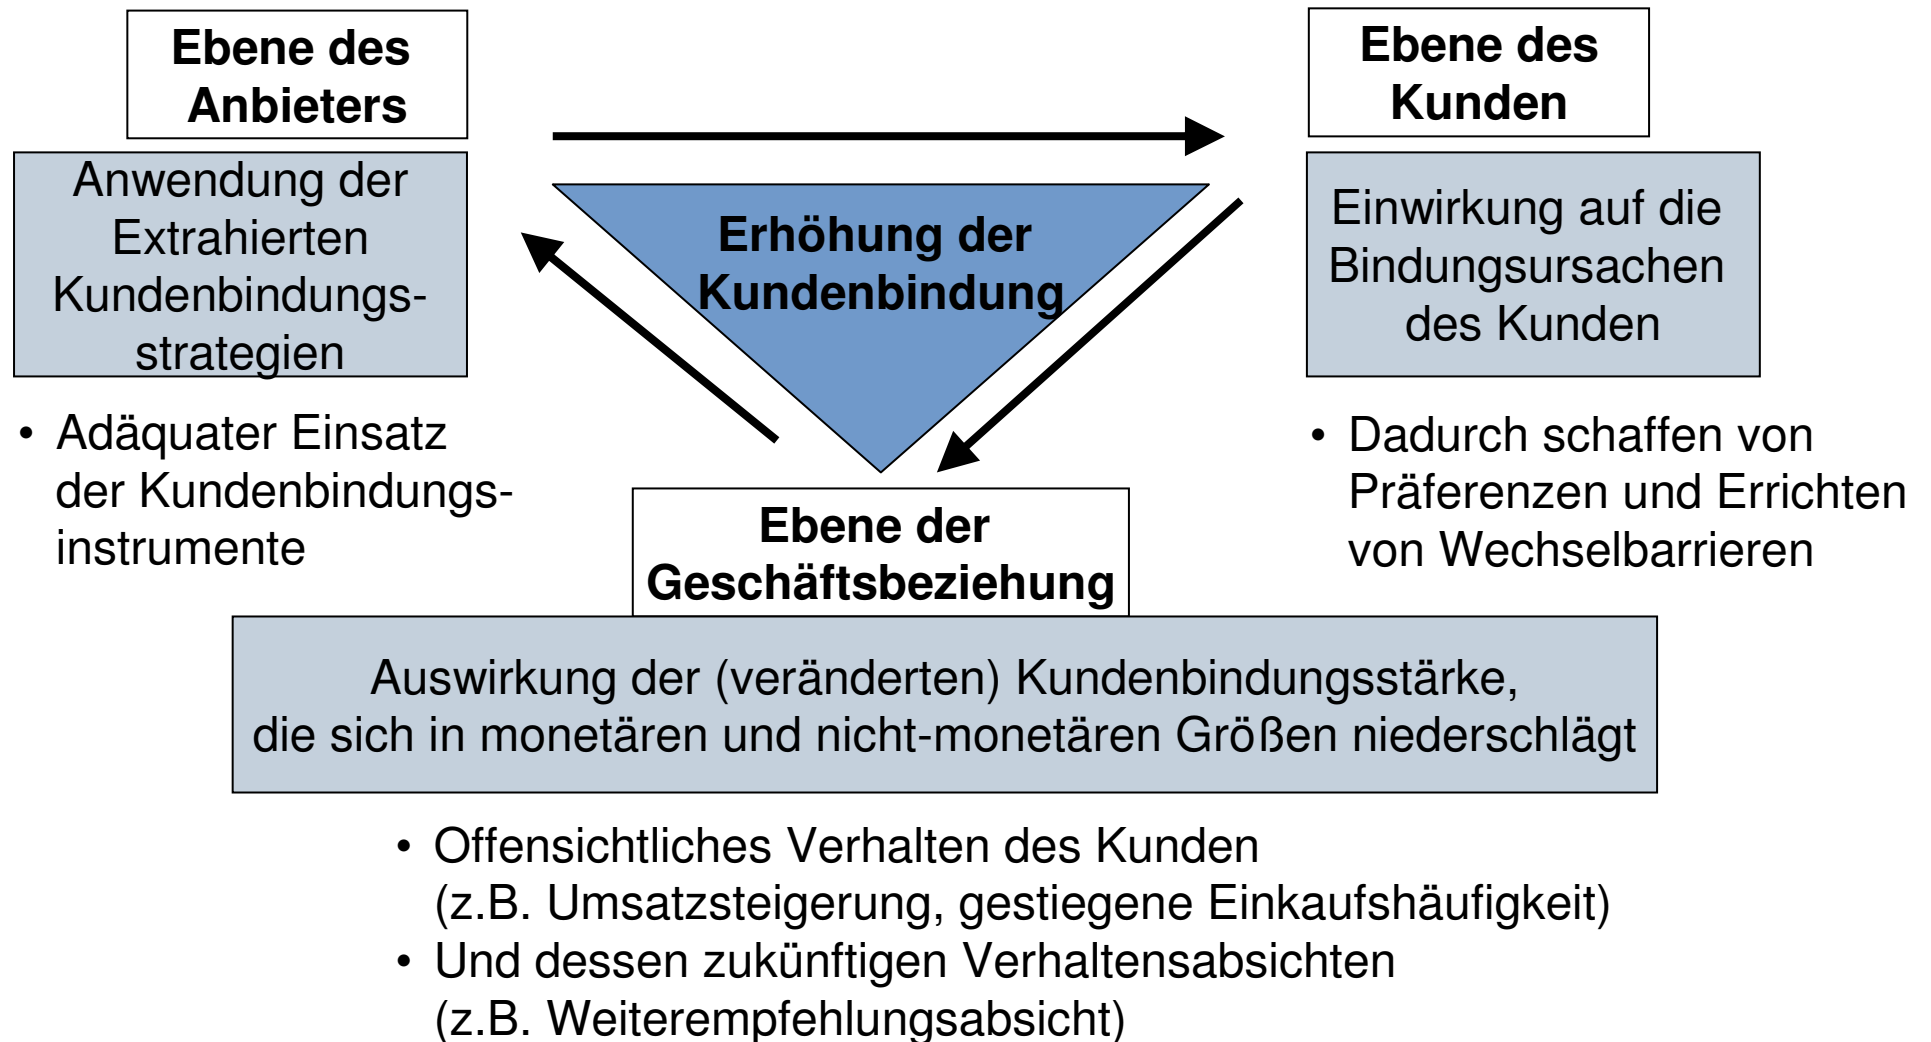 Ebene des
Anbieters
Anwendung der
Extrahierten
Kundenbindungs-
strategien
• Adäquater Einsatz
der Kundenbindungs-
instrumente
Erhöhung der
Kundenbindung
Ebene des
Kunden
Einwirkung auf die
Bindungsursachen
des Kunden
• Dadurch schaffen von
Präferenzen und Errichten
von Wechselbarrieren
Ebene der
Geschäftsbeziehung
Auswirkung der (veränderten) Kundenbindungsstärke,
die sich in monetären und nicht-monetären Größen niederschlägt
• Offensichtliches Verhalten des Kunden
(z.B. Umsatzsteigerung, gestiegene Einkaufshäufigkeit)
• Und dessen zukünftigen Verhaltensabsichten
(z.B. Weiterempfehlungsabsicht)